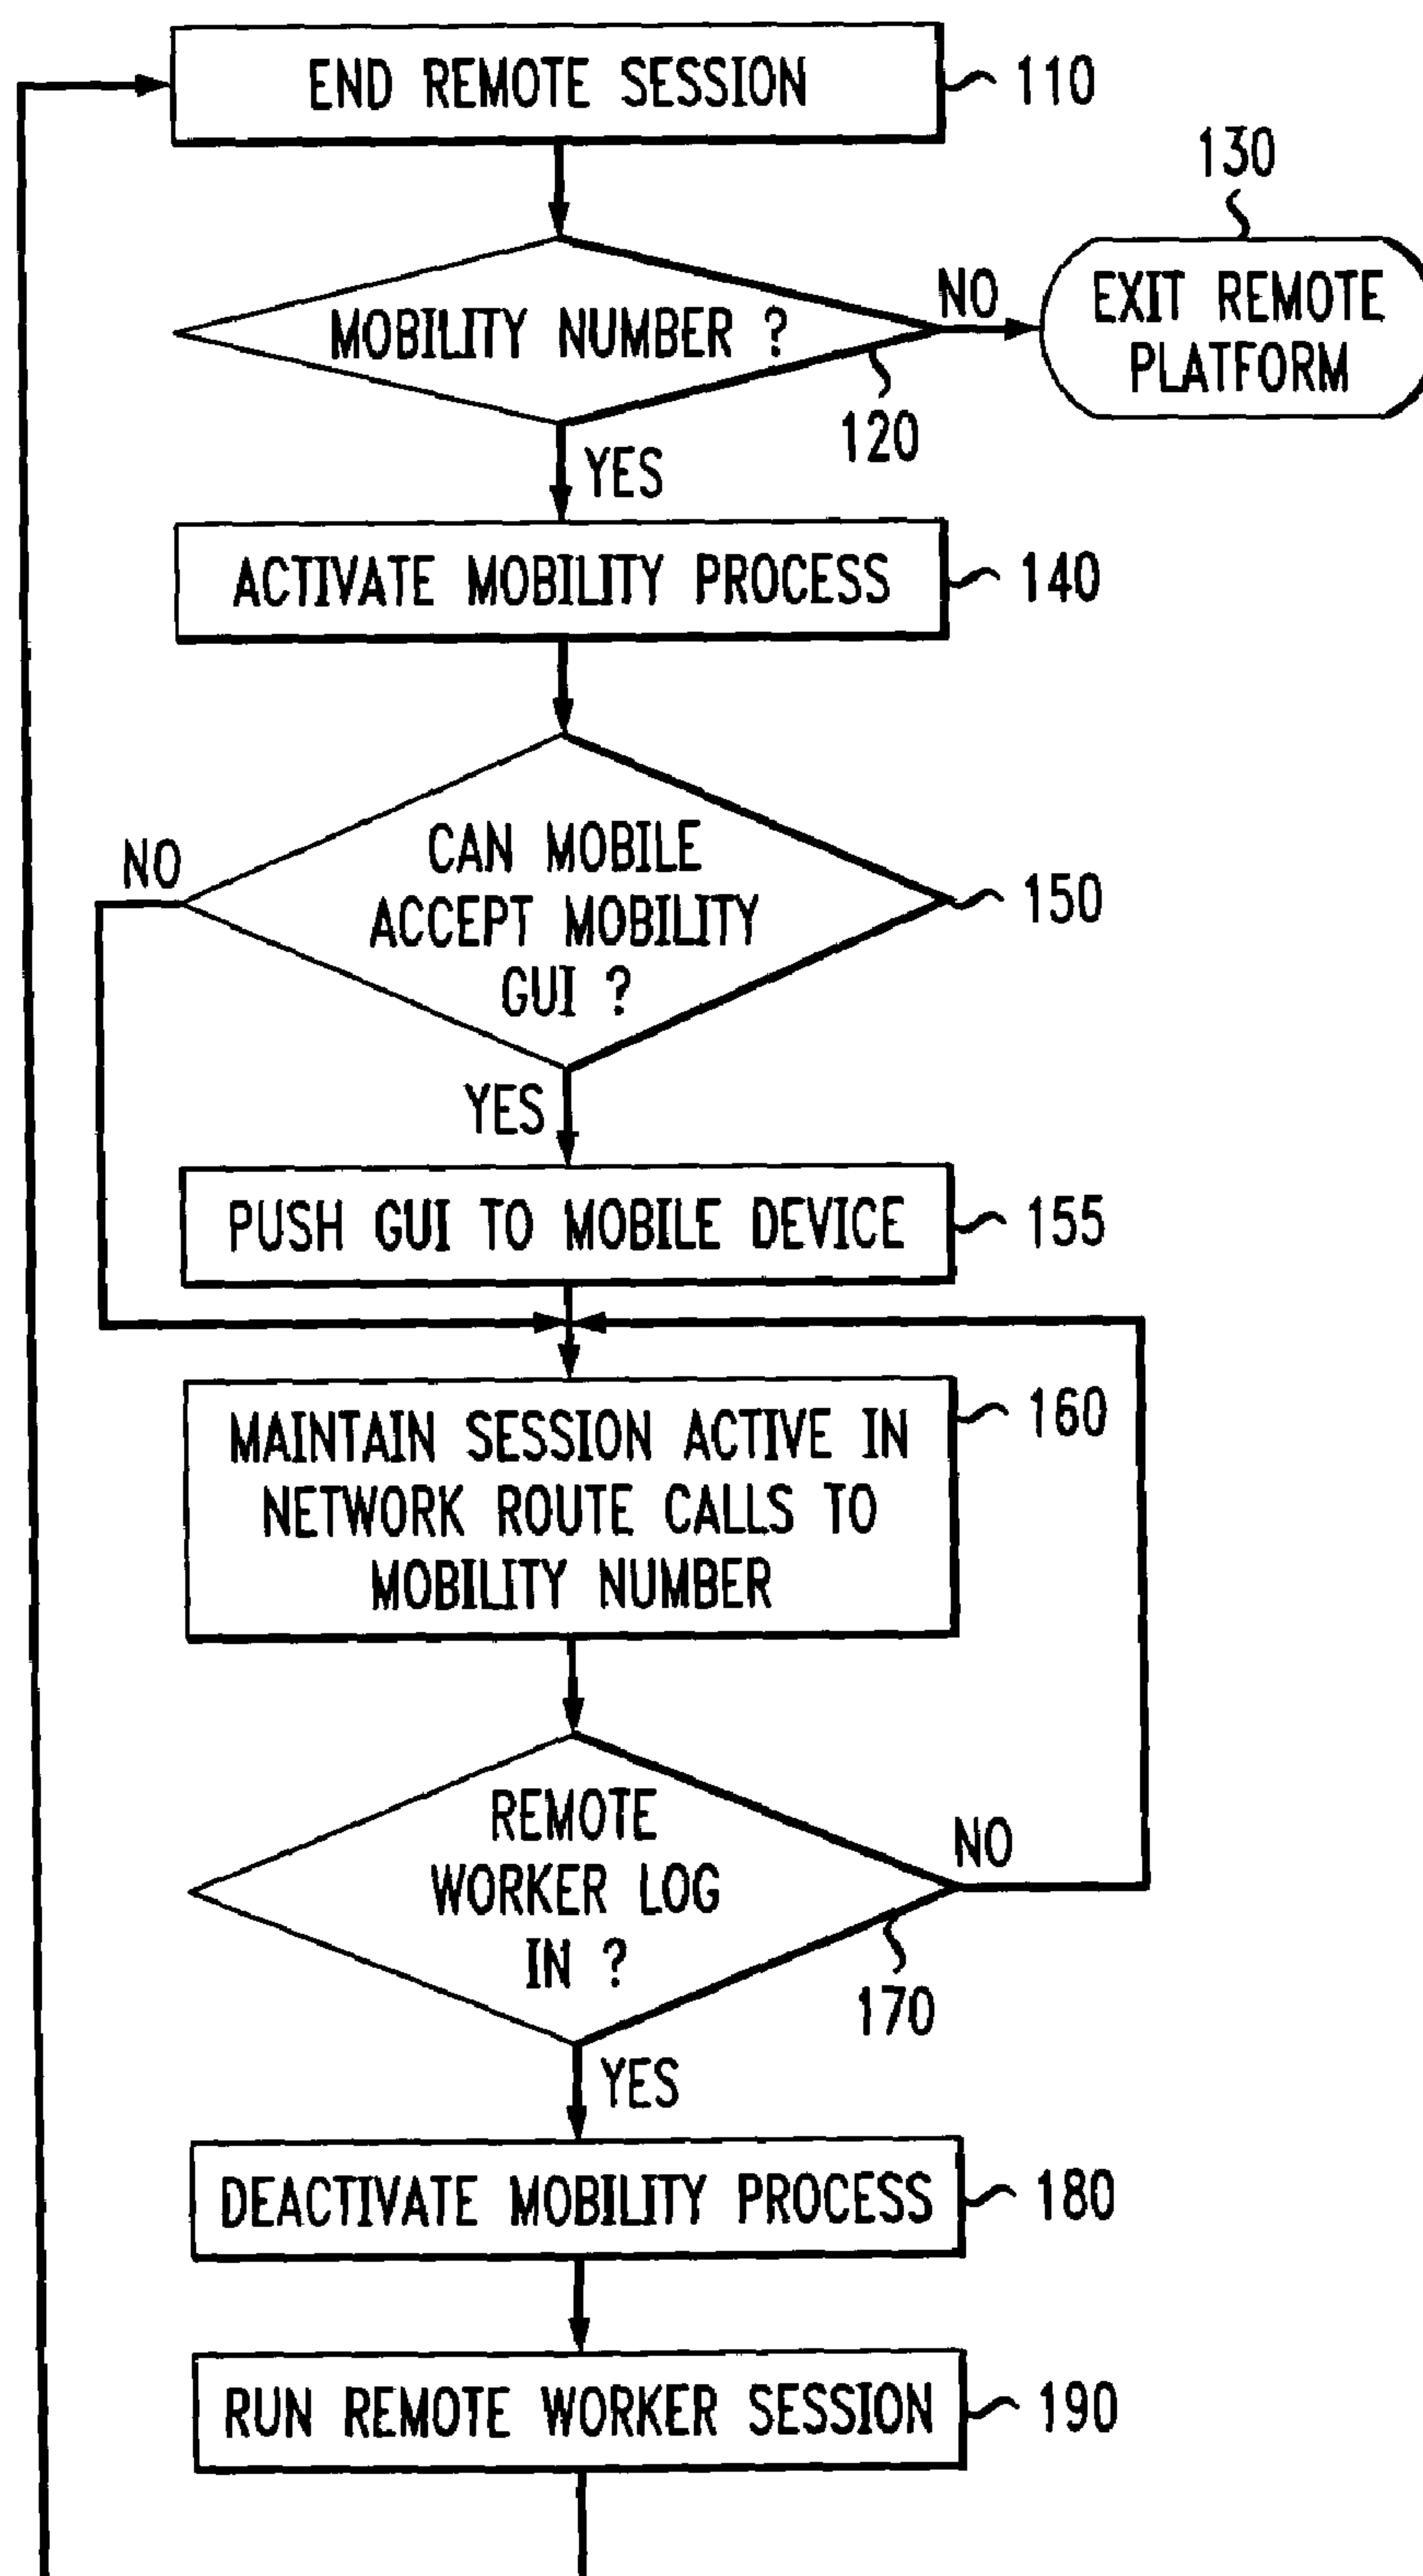 END REMOTE SESSION
110
130
MOBILITY NUMBER ?
NO
EXIT REMOTE
PLATFORM
120
YES
ACTIVATE MOBILITY PROCESS
140
NO
CAN MOBILE
ACCEPT MOBILITY
GUI ?
150
YES
PUSH GUI TO MOBILE DEVICE
155
MAINTAIN SESSION ACTIVE IN
NETWORK ROUTE CALLS TO
MOBILITY NUMBER
160
REMOTE
WORKER LOG
IN ?
NO
170
YES
DEACTIVATE MOBILITY PROCESS
180
RUN REMOTE WORKER SESSION
190